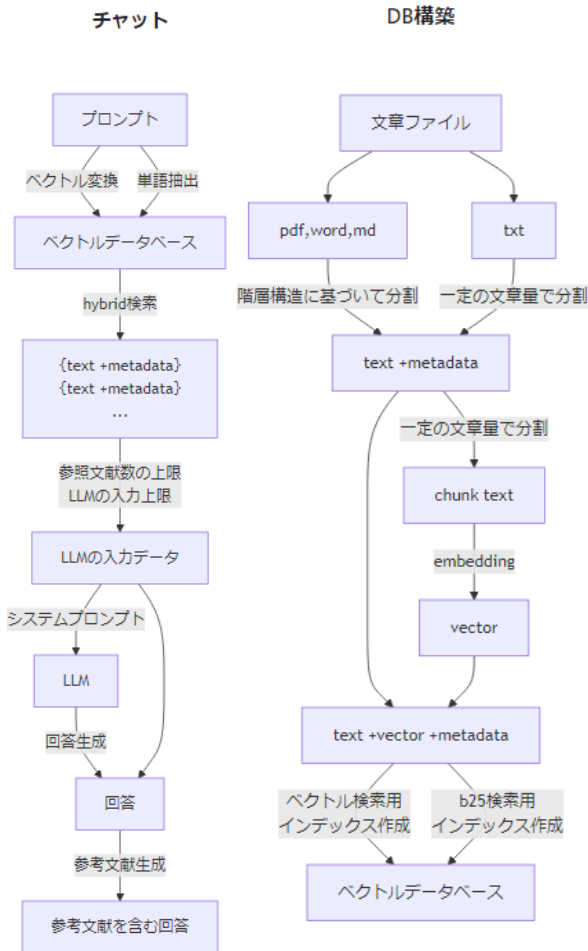 チャット
プロンプト
ベクトル変換
単語抽出
ベクトルデータベース
hybrid検索
{text +metadata}
{text +metadata}
...
参照文献数の上限
LLMの入力上限
LLMの入力データ
システムプロンプト
LLM
回答生成
回答
参考文献生成
参考文献を含む回答
DB構築
文章ファイル
pdf,word,md
txt
階層構造に基づいて分割
一定の文章量で分割
text +metadata
一定の文章量で分割
chunk text
embedding
vector
text +vector +metadata
ベクトル検索用
インデックス作成
b25検索用
インデックス作成
ベクトルデータベース